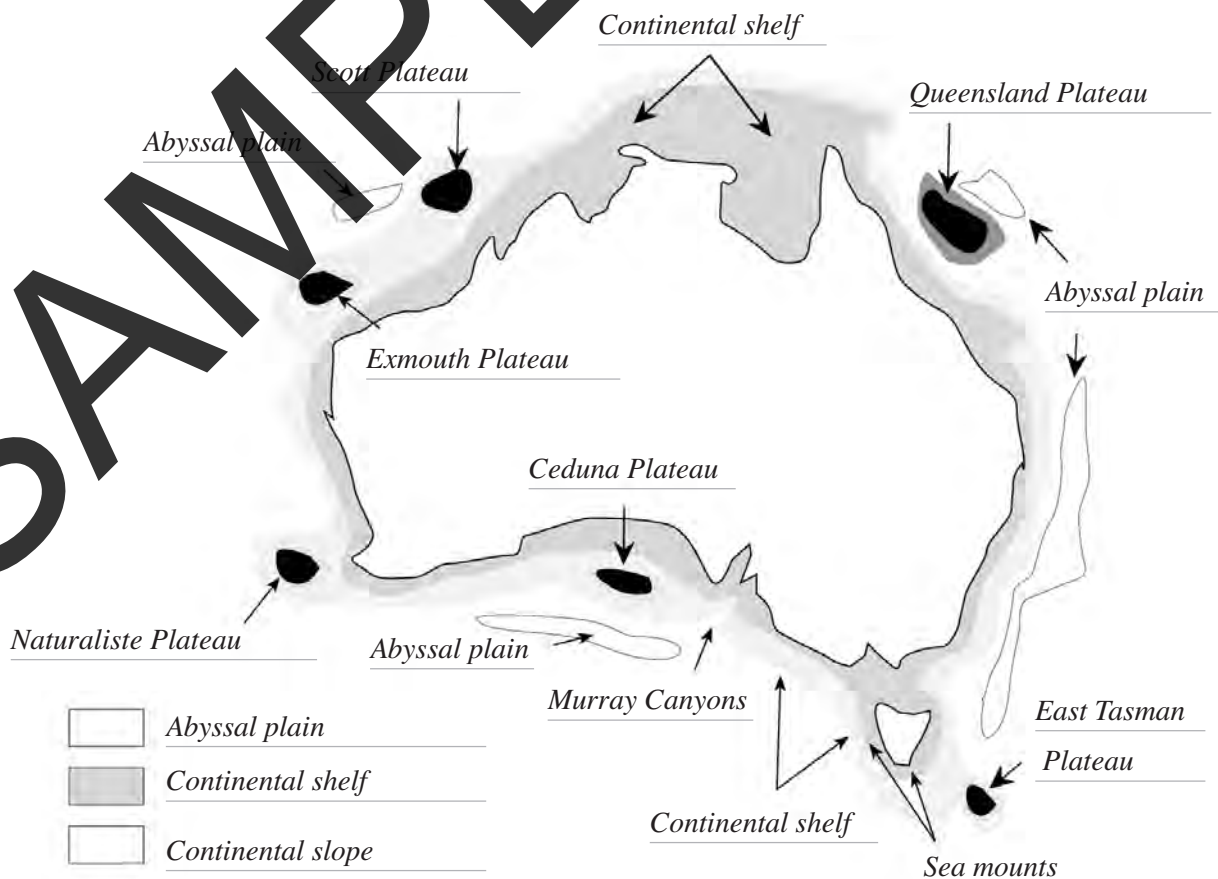 Continental shelf
Scott Plateau
Queensland Plateau
Abyssal plain
Abyssal plain
Exmouth Plateau
Ceduna Plateau
Naturaliste Plateau
Abyssal plain
Murray Canyons
East Tasman
Plateau
Abyssal plain
Continental shelf
Continental slope
Continental shelf
Sea mounts
SAMPLE